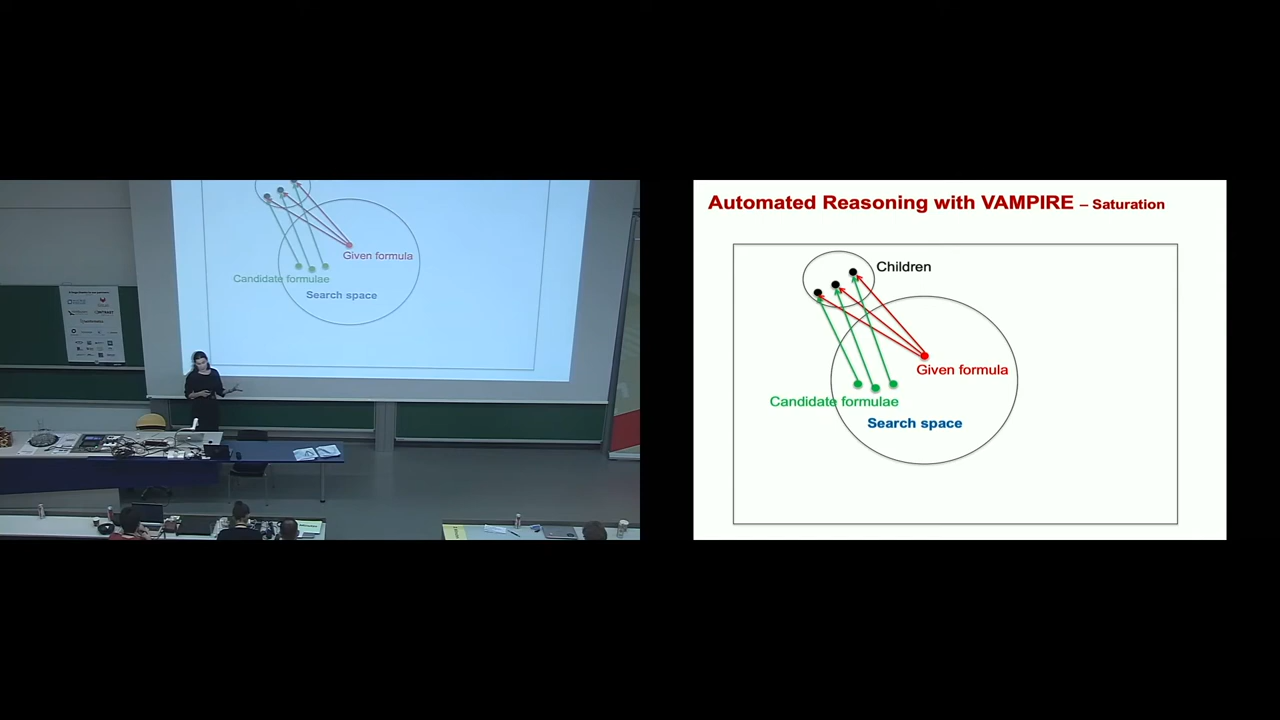 Given formula
Candidate formulae
Search space
Automated Reasoning with VAMPIRE – Saturation
Children
Given formula
Candidate formulae
Search space